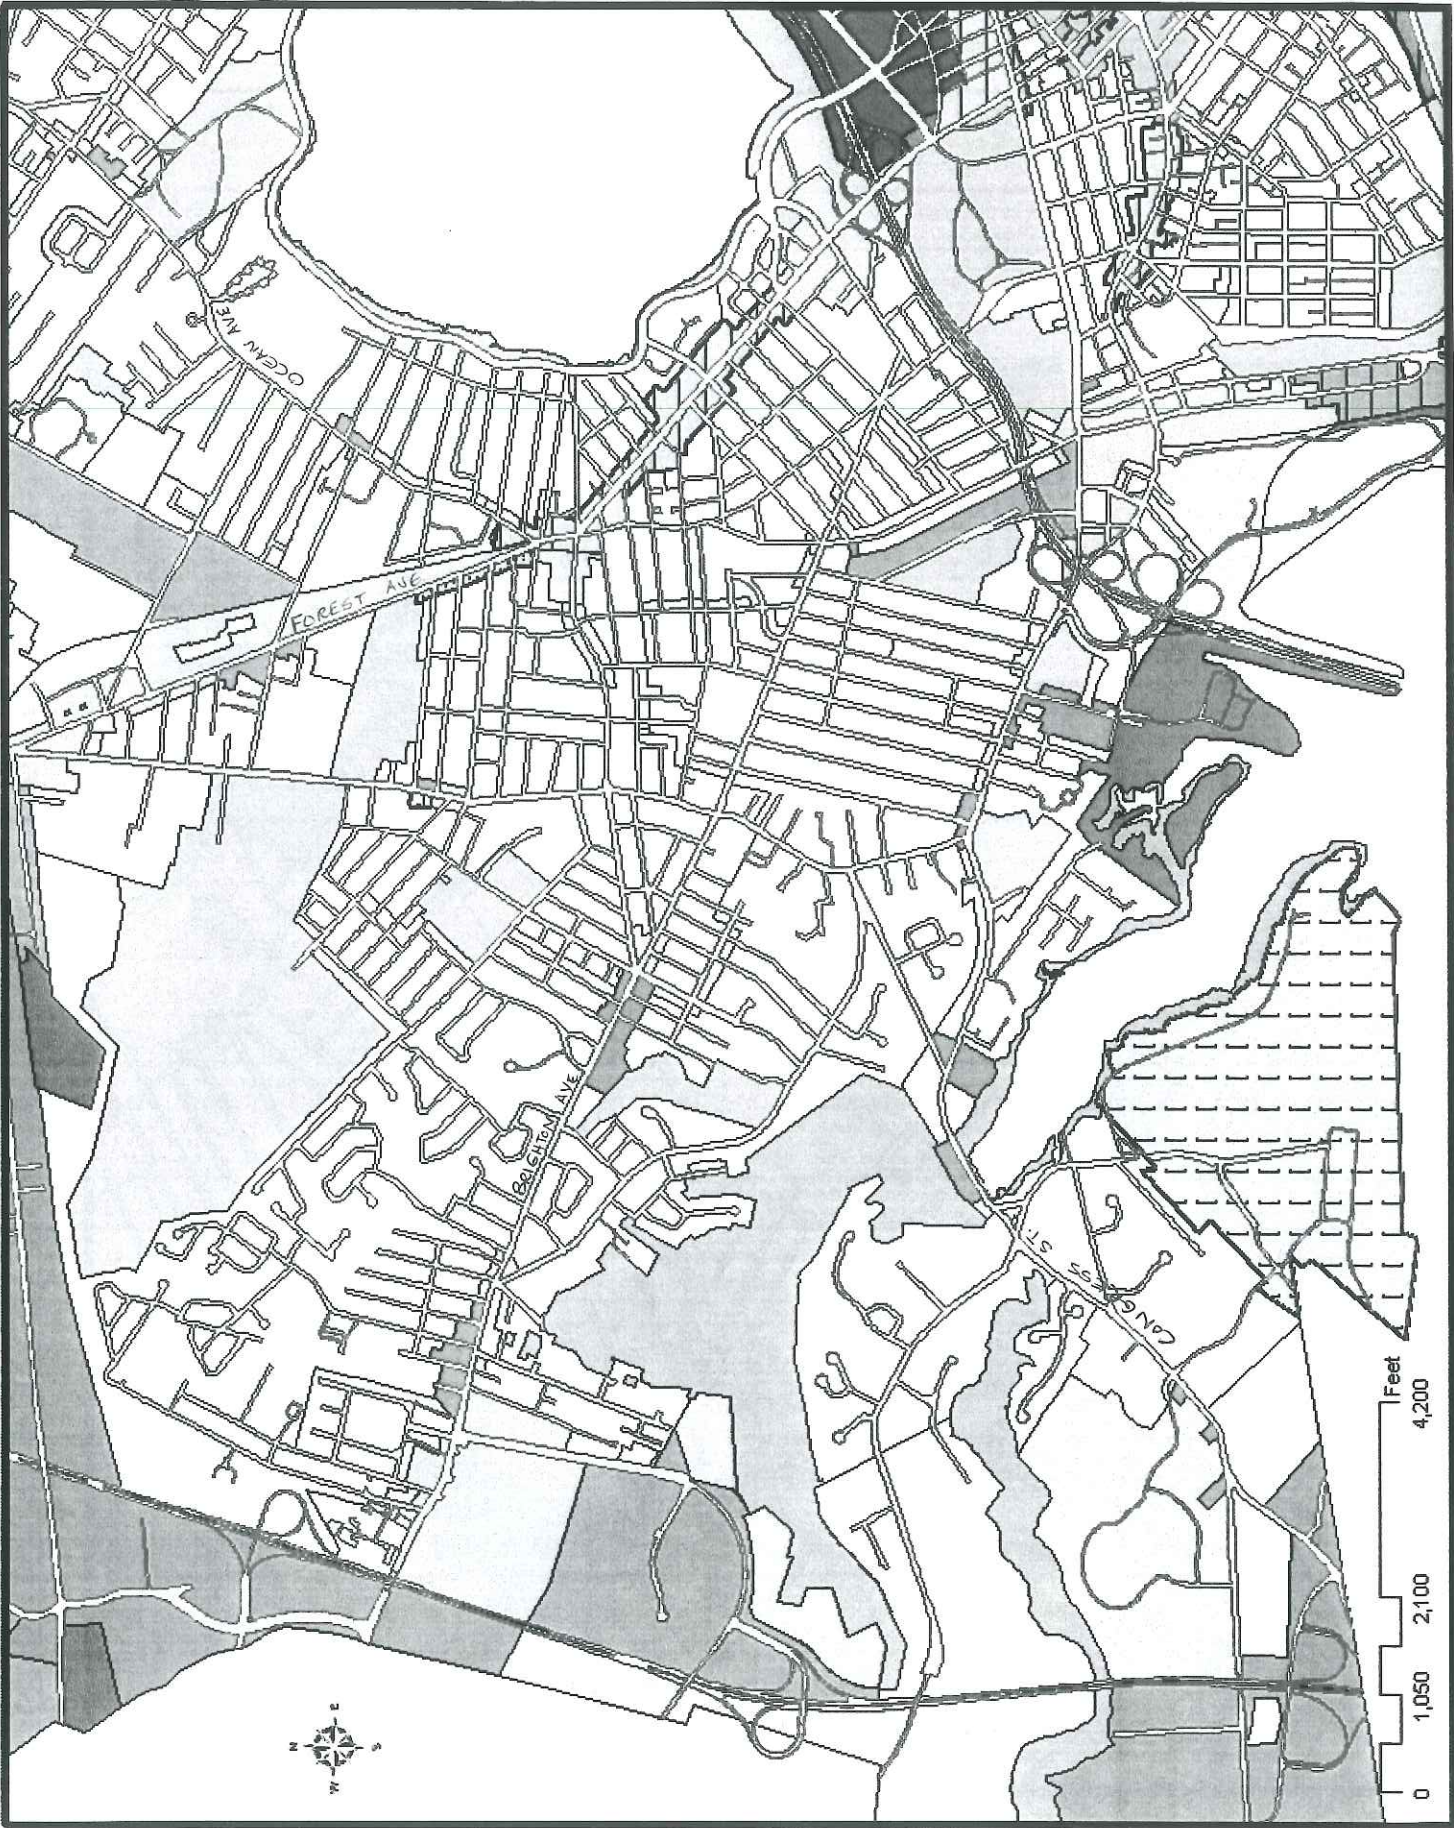 OCEAN AVE
FOREST AVE
BRIGHTON AVE
CONGRESS ST.
N
W
E
S
0
1,050
2,100
4,200
Feet